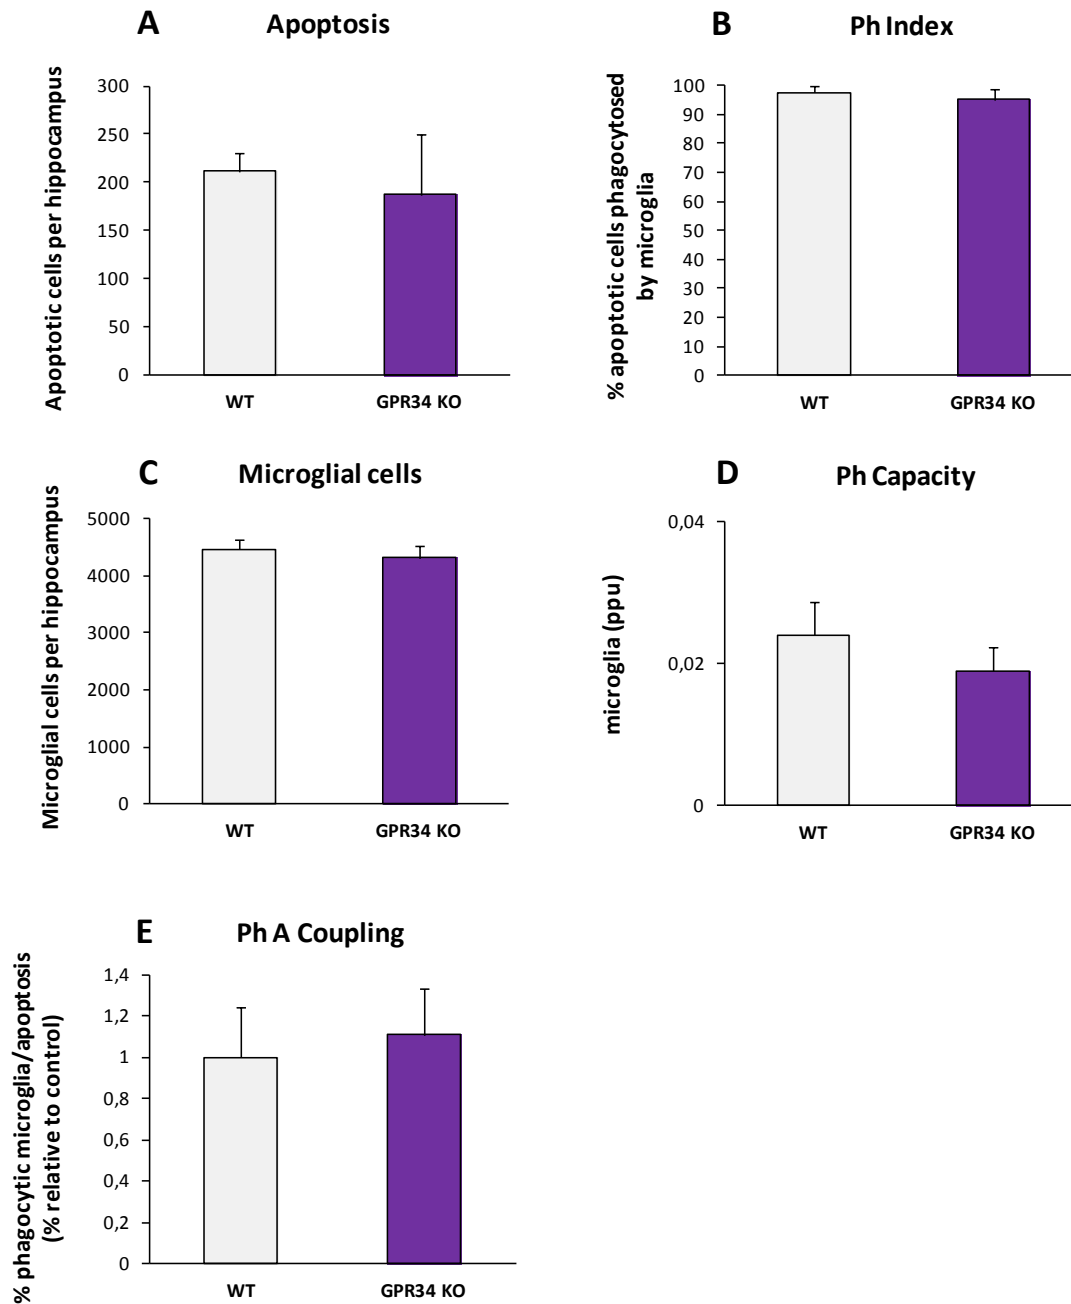 A Apoptosis
Apoptotic cells per hippocampus
300
250
200
150
100
50
0
WT GPR34 KO
B Ph Index
% apoptotic cells phagocytosed
by microglia
100
90
80
70
60
50
40
30
20
10
0
WT GPR34 KO
C Microglial cells
Microglial cells per hippocampus
5000
4000
3000
2000
1000
0
WT GPR34 KO
D Ph Capacity
microglia (ppu)
0,04
0,02
0
WT GPR34 KO
E Ph A Coupling
% phagocytic microglia/apoptosis
(% relative to control)
1,4
1,2
1
0,8
0,6
0,4
0,2
0
WT GPR34 KO